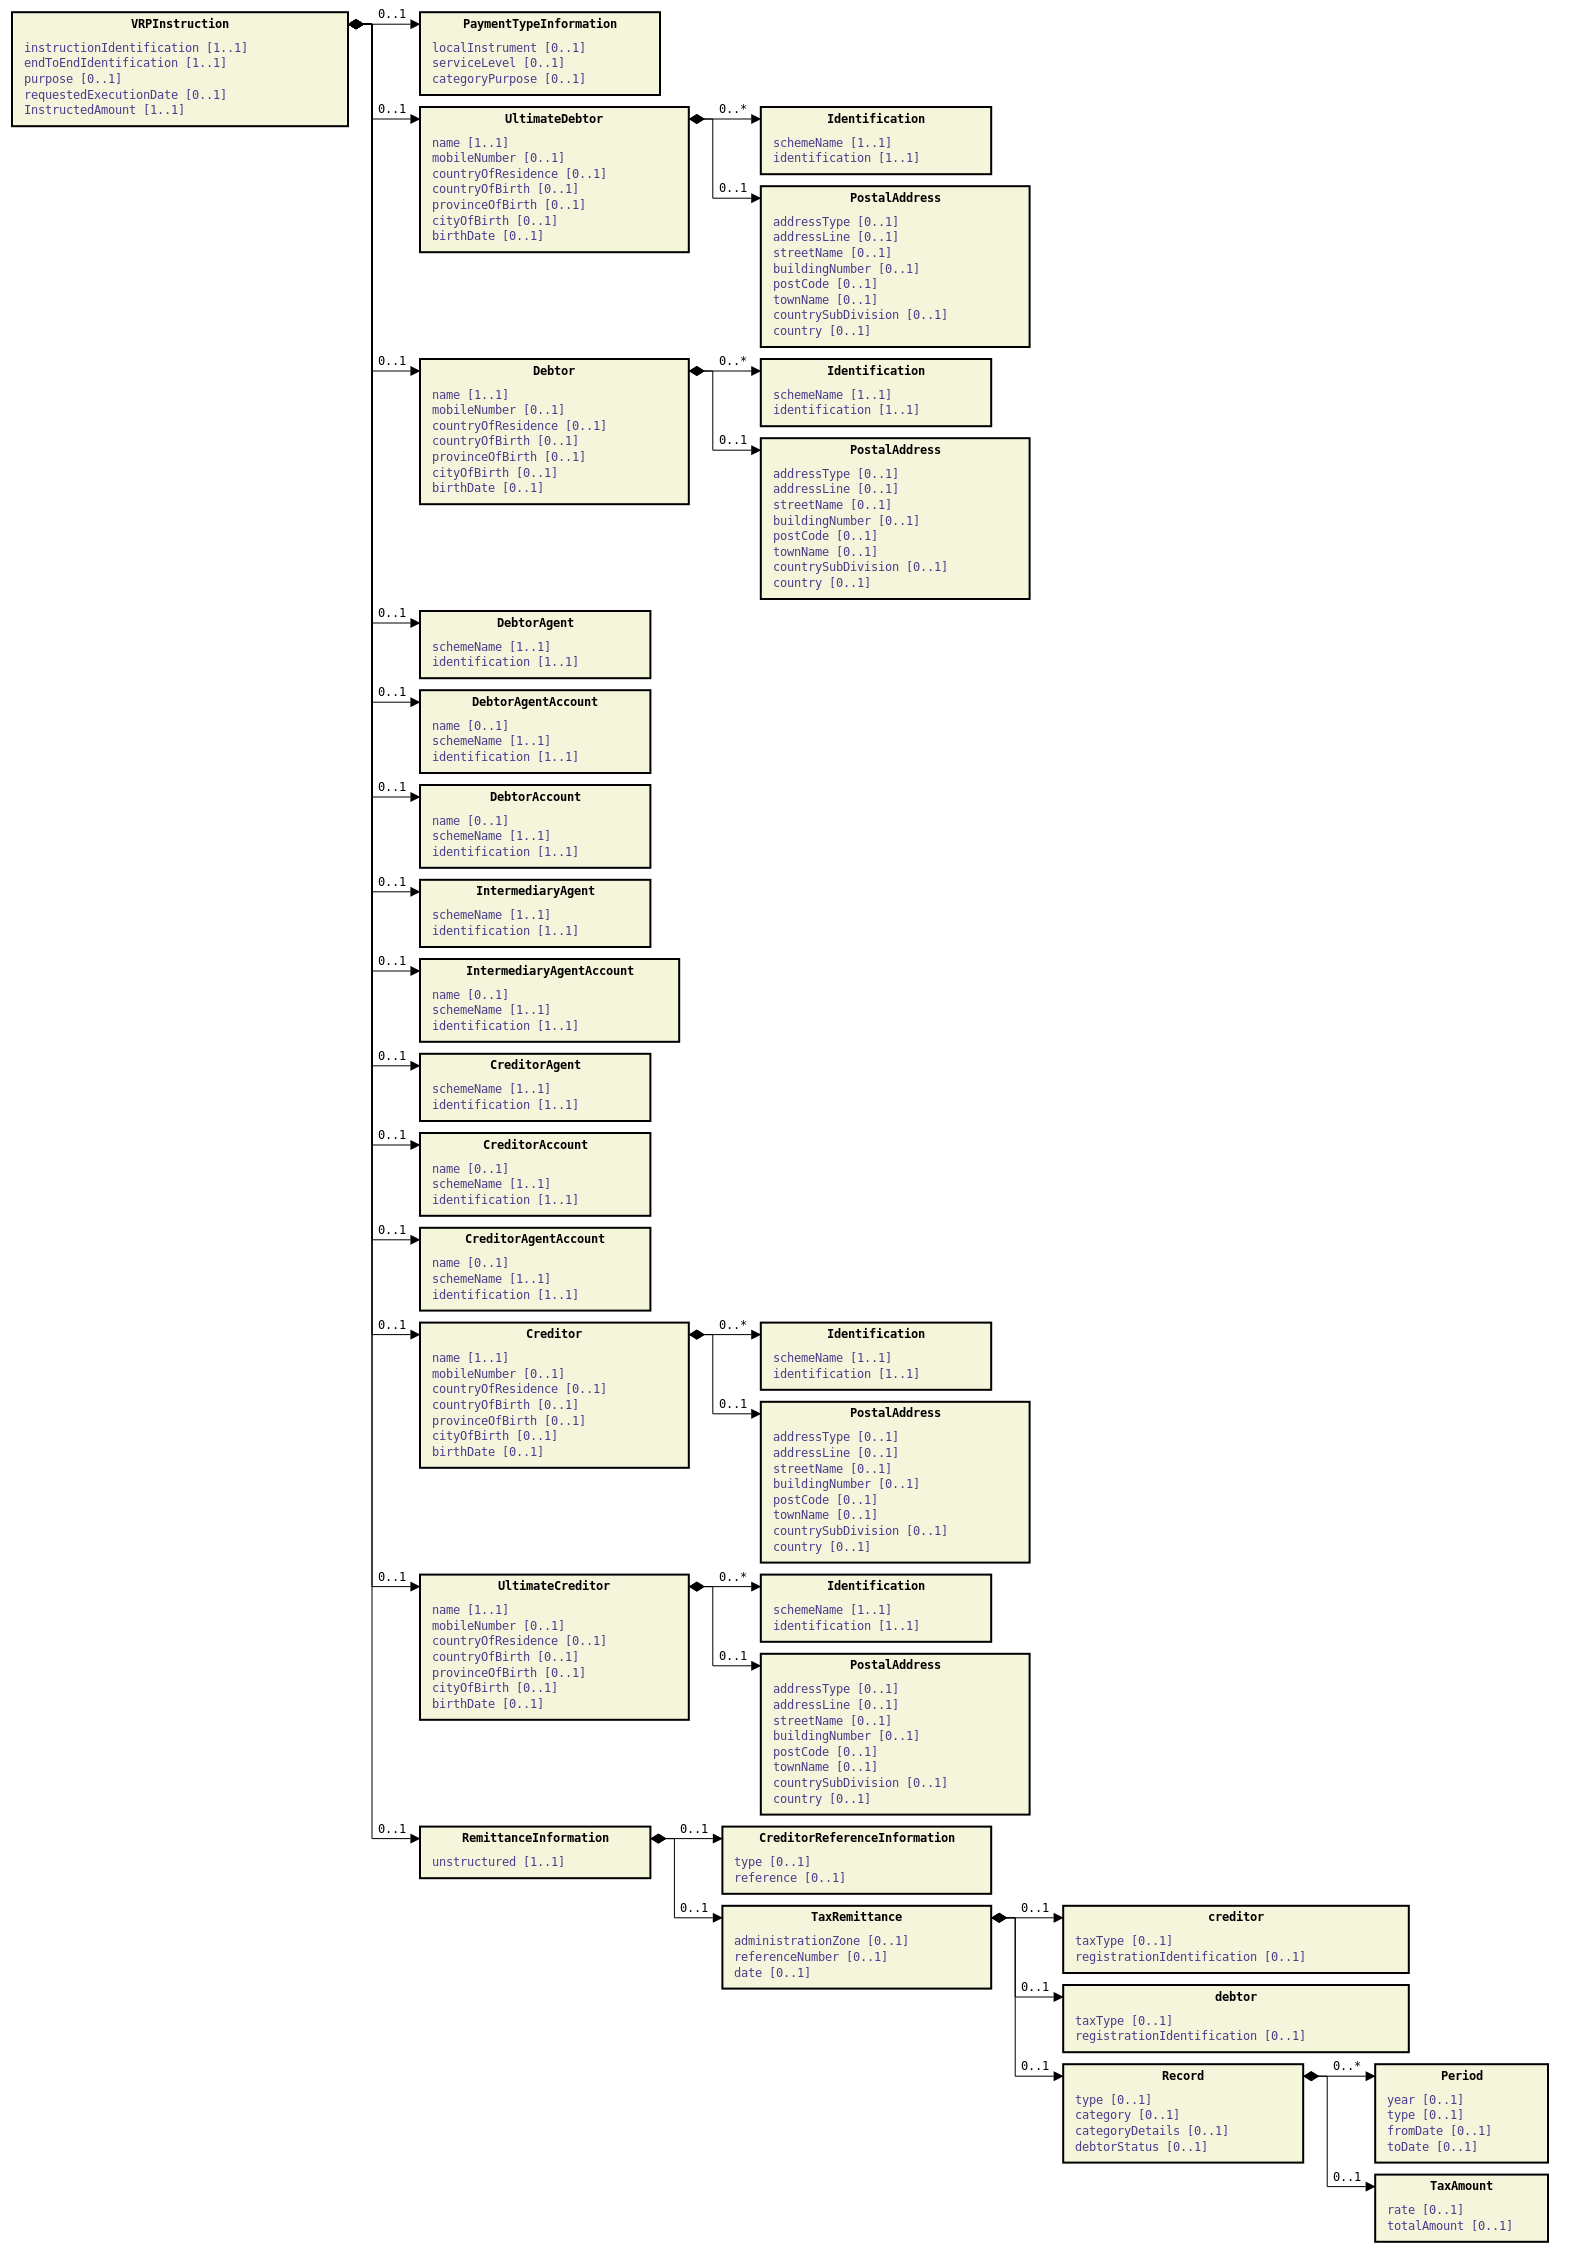 VRPInstruction
instructionIdentification [1..1]
endToEndIdentification [1..1]
purpose [0..1]
requestedExecutionDate [0..1]
InstructedAmount [1..1]
0..1
PaymentTypeInformation
localInstrument [0..1]
serviceLevel [0..1]
categoryPurpose [0..1]
0..1
UltimateDebtor
name [1..1]
mobileNumber [0..1]
countryOfResidence [0..1]
countryOfBirth [0..1]
provinceOfBirth [0..1]
cityOfBirth [0..1]
birthDate [0..1]
0..*
Identification
schemeName [1..1]
identification [1..1]
0..1
PostalAddress
addressType [0..1]
addressLine [0..1]
streetName [0..1]
buildingNumber [0..1]
postCode [0..1]
townName [0..1]
countrySubDivision [0..1]
country [0..1]
0..1
Debtor
name [1..1]
mobileNumber [0..1]
countryOfResidence [0..1]
countryOfBirth [0..1]
provinceOfBirth [0..1]
cityOfBirth [0..1]
birthDate [0..1]
0..*
Identification
schemeName [1..1]
identification [1..1]
0..1
PostalAddress
addressType [0..1]
addressLine [0..1]
streetName [0..1]
buildingNumber [0..1]
postCode [0..1]
townName [0..1]
countrySubDivision [0..1]
country [0..1]
0..1
DebtorAgent
schemeName [1..1]
identification [1..1]
0..1
DebtorAgentAccount
name [0..1]
schemeName [1..1]
identification [1..1]
0..1
DebtorAccount
name [0..1]
schemeName [1..1]
identification [1..1]
0..1
IntermediaryAgent
schemeName [1..1]
identification [1..1]
0..1
IntermediaryAgentAccount
name [0..1]
schemeName [1..1]
identification [1..1]
0..1
CreditorAgent
schemeName [1..1]
identification [1..1]
0..1
CreditorAccount
name [0..1]
schemeName [1..1]
identification [1..1]
0..1
CreditorAgentAccount
name [0..1]
schemeName [1..1]
identification [1..1]
0..1
Creditor
name [1..1]
mobileNumber [0..1]
countryOfResidence [0..1]
countryOfBirth [0..1]
provinceOfBirth [0..1]
cityOfBirth [0..1]
birthDate [0..1]
0..*
Identification
schemeName [1..1]
identification [1..1]
0..1
PostalAddress
addressType [0..1]
addressLine [0..1]
streetName [0..1]
buildingNumber [0..1]
postCode [0..1]
townName [0..1]
countrySubDivision [0..1]
country [0..1]
0..1
UltimateCreditor
name [1..1]
mobileNumber [0..1]
countryOfResidence [0..1]
countryOfBirth [0..1]
provinceOfBirth [0..1]
cityOfBirth [0..1]
birthDate [0..1]
0..*
Identification
schemeName [1..1]
identification [1..1]
0..1
PostalAddress
addressType [0..1]
addressLine [0..1]
streetName [0..1]
buildingNumber [0..1]
postCode [0..1]
townName [0..1]
countrySubDivision [0..1]
country [0..1]
0..1
RemittanceInformation
unstructured [1..1]
0..1
CreditorReferenceInformation
type [0..1]
reference [0..1]
0..1
TaxRemittance
administrationZone [0..1]
referenceNumber [0..1]
date [0..1]
0..1
creditor
taxType [0..1]
registrationIdentification [0..1]
0..1
debtor
taxType [0..1]
registrationIdentification [0..1]
0..1
Record
type [0..1]
category [0..1]
categoryDetails [0..1]
debtorStatus [0..1]
0..*
Period
year [0..1]
type [0..1]
fromDate [0..1]
toDate [0..1]
0..1
TaxAmount
rate [0..1]
totalAmount [0..1]